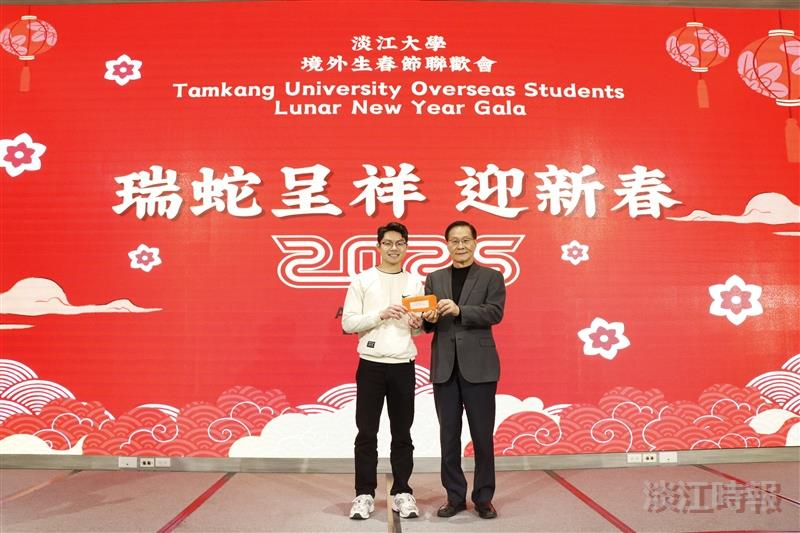 淡江大學
境外生春節聯歡會
Tamkang University Overseas Students
Lunar New Year Gala
瑞蛇呈祥 迎新春
2025
淡江時報